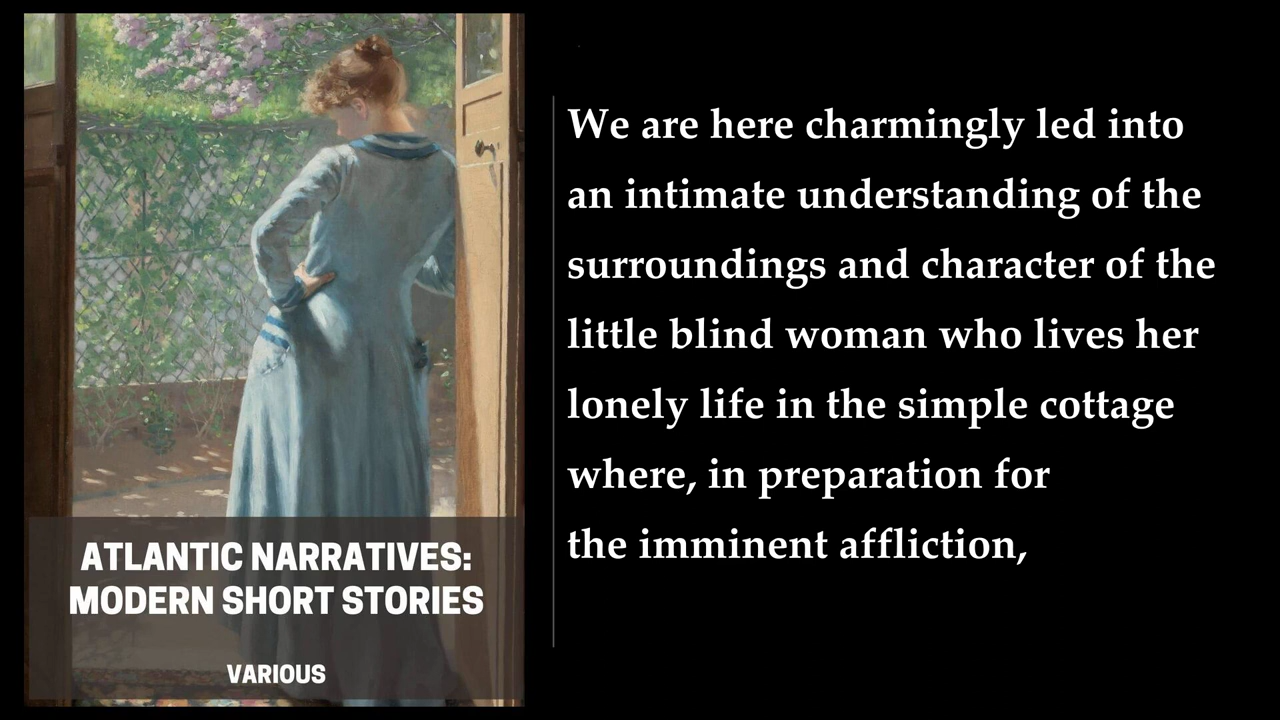 We are here charmingly led into
an intimate understanding of the
surroundings and character of the
little blind woman who lives her
lonely life in the simple cottage
where, in preparation for
the imminent affliction,
ATLANTIC NARRATIVES:
MODERN SHORT STORIES
VARIOUS